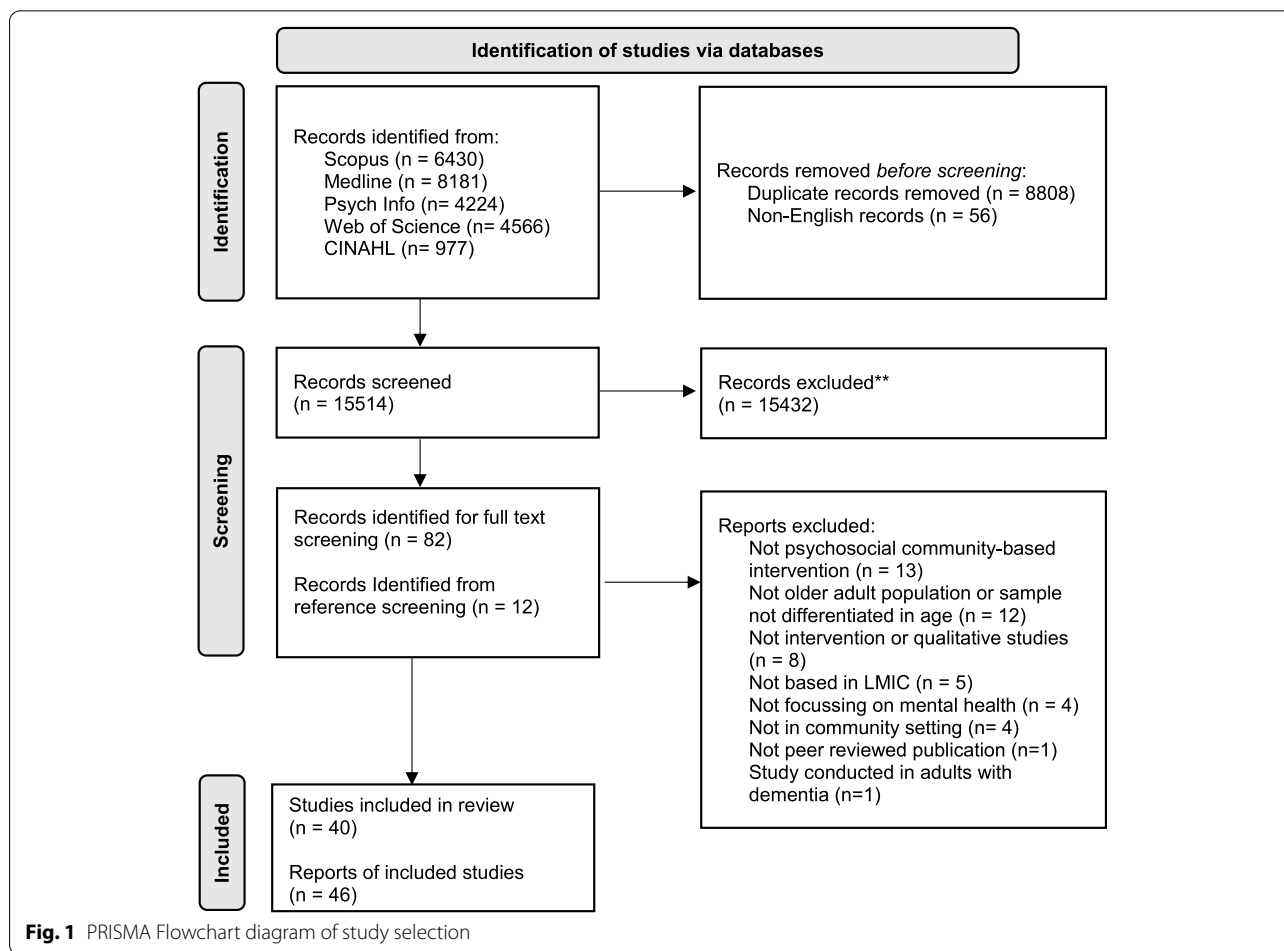 Identification of studies via databases
Identification
Records identified from:
Scopus (n = 6430)
Medline (n = 8181)
Psych Info (n= 4224)
Web of Science (n= 4566)
CINAHL (n= 977)
Records removed before screening:
Duplicate records removed (n = 8808)
Non-English records (n = 56)
Screening
Records screened
(n = 15514)
Records excluded**
(n = 15432)
Records identified for full text
screening (n = 82)
Records Identified from
reference screening (n = 12)
Reports excluded:
Not psychosocial community-based
intervention (n = 13)
Not older adult population or sample
not differentiated in age (n = 12)
Not intervention or qualitative studies
(n = 8)
Not based in LMIC (n = 5)
Not focussing on mental health (n = 4)
Not in community setting (n= 4)
Not peer reviewed publication (n=1)
Study conducted in adults with
dementia (n=1)
Included
Studies included in review
(n = 40)
Reports of included studies
(n = 46)
Fig. 1 PRISMA Flowchart diagram of study selection